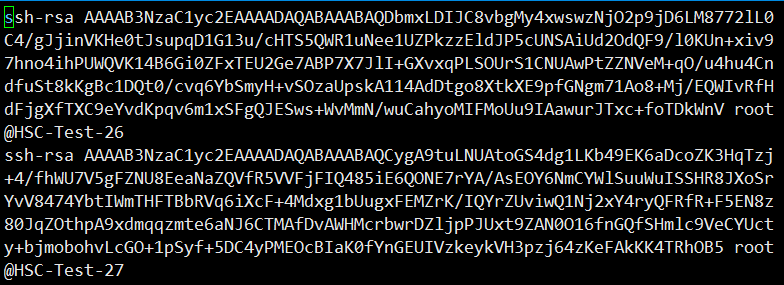 ssh-rsa AAAAB3NzaC1yc2EAAAADAQABAAABAQDbmxLDIJC8vbgMy4xwswzNjO2p9jD6LM8772lL0
C4/gJjinVKHe0tJsupqD1G13u/cHTS5QWR1uNee1UZPkzzEldJP5cUNSAiUd2OdQF9/l0KUn+xiv9
7hno4ihPUWQVK14B6Gi0ZFxTEU2Ge7ABP7X7JlI+GXvxqPLSOUrS1CNUAwPtZZNVeM+qO/u4hu4Cn
dfuSt8kKgBc1DQt0/cvq6YbSmyH+vSOzaUpskA114AdDtgo8XtkXE9pfGNgm71Ao8+Mj/EQWIvRfH
dFjgXfTXC9eYvdKpqv6m1xSFgQJESws+WvMmN/wuCahyoMIFMoUu9IAawurJTxc+foTDkWnV root
@HSC-Test-26
ssh-rsa AAAAB3NzaC1yc2EAAAADAQABAAABAQCygA9tuLNUAtoGS4dg1LKb49EK6aDcoZK3HqTzj
+4/fhWU7V5gFZNU8EeaNaZQVfR5VVFjFIQ485iE6QONE7rYA/AsEOY6NmCYWlSuuWuISSHR8JXoSr
YvV8474YbtIWmTHFTBbRVq6iXcF+4Mdxg1bUugxFEMZrK/IQYrZUviwQ1Nj2xY4ryQFRfR+F5EN8z
80JqZOthpA9xdmqqzmte6aNJ6CTMAfDvAWHMcrbwrDZljpPJUxt9ZAN0O16fnGQfSHmlc9VeCYUct
y+bjmobohvLcGO+1pSyf+5DC4yPMEOcBIaK0fYnGEUIVzkeykVH3pzj64zKeFAkKK4TRhOB5 root
@HSC-Test-27